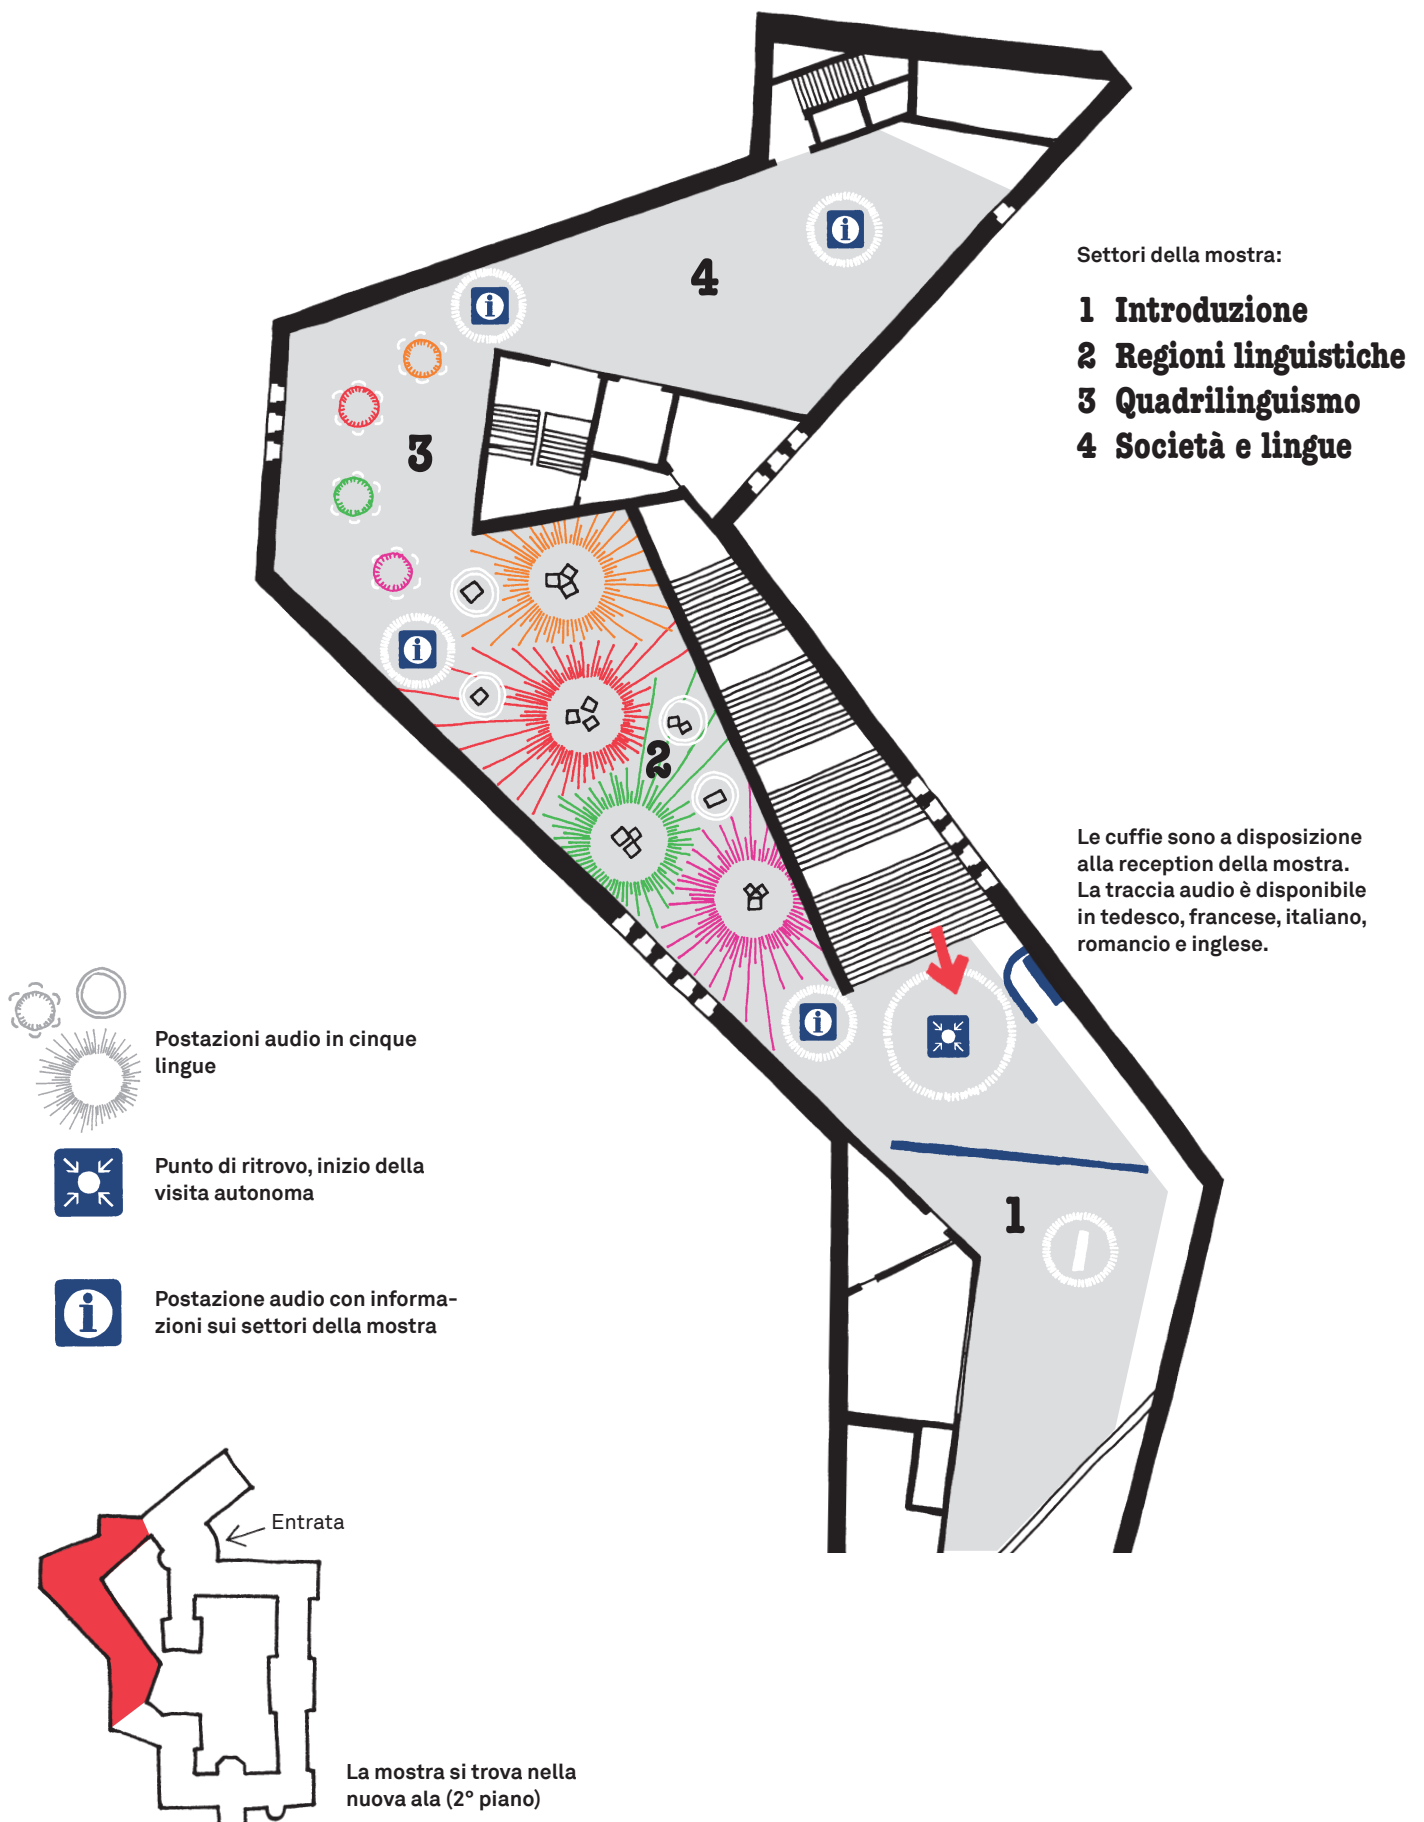 4
3
2
1
Settori della mostra:
1 Introduzione
2 Regioni linguistiche
3 Quadrilinguismo
4 Società e lingue
Le cuffie sono a disposizione
alla reception della mostra.
La traccia audio è disponibile
in tedesco, francese, italiano,
romancio e inglese.
Postazioni audio in cinque
lingue
Punto di ritrovo, inizio della
visita autonoma
Postazione audio con informa-
zioni sui settori della mostra
Entrata
La mostra si trova nella
nuova ala (2° piano)